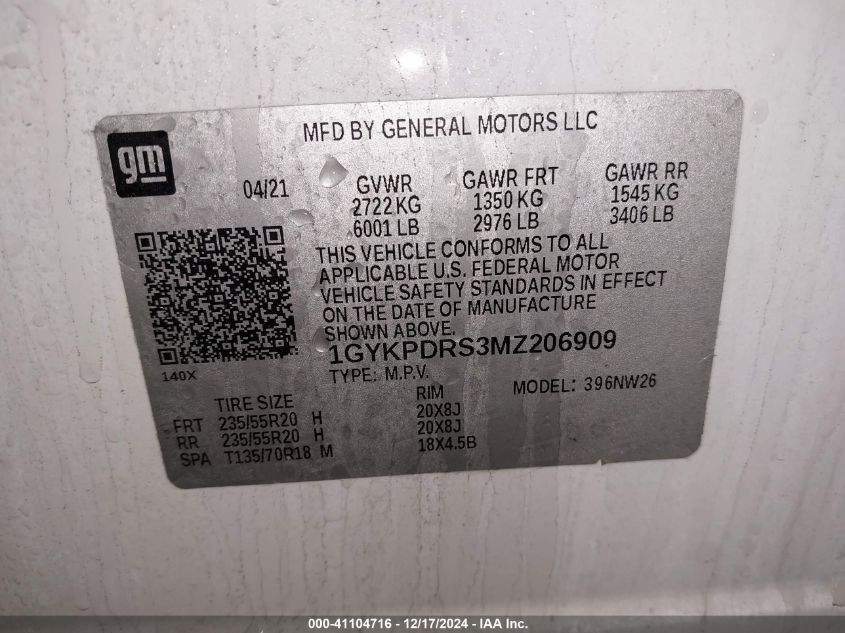 MFD BY GENERAL MOTORS LLC
gm
04/21
GVWR GAWR FRT GAWR RR
2722 KG 1350 KG 1545 KG
6001 LB 2976 LB 3406 LB
THIS VEHICLE CONFORMS TO ALL
APPLICABLE U.S. FEDERAL MOTOR
VEHICLE SAFETY STANDARDS IN EFFECT
ON THE DATE OF MANUFACTURE
SHOWN ABOVE.
1GYKPDRS3MZ206909
140X
TYPE: M.P.V. MODEL: 396NW26
TIRE SIZE RIM
FRT 235/55R20 H 20X8J
RR 235/55R20 H 20X8J
SPA T135/70R18 M 18X4.5B
000-41104716 - 12/17/2024 - IAA Inc.